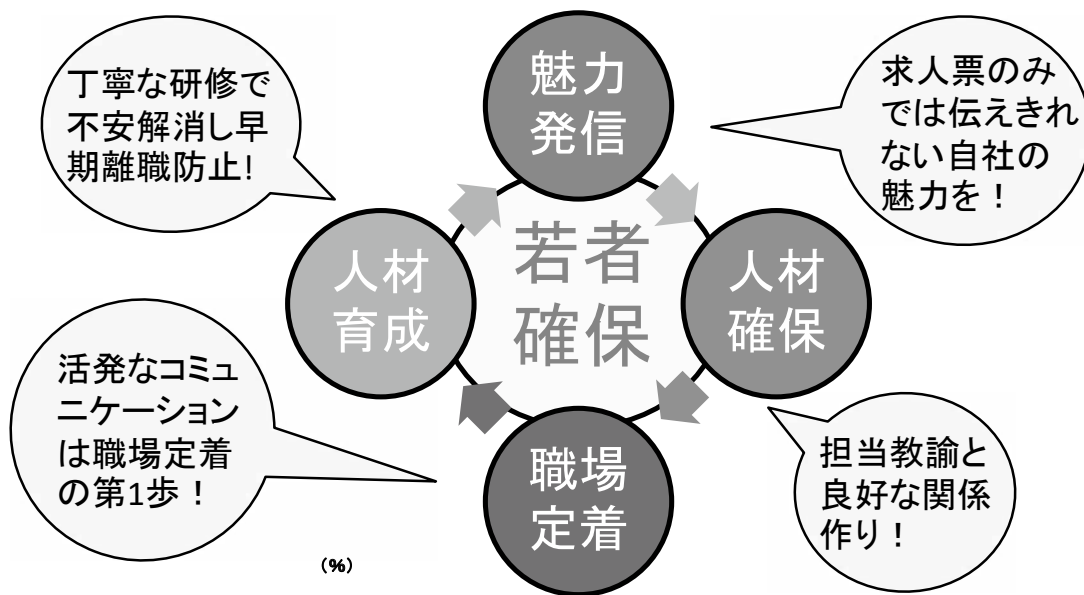 魅力
発信
丁寧な研修で
不安解消し早
期離職防止!
求人票のみ
では伝えきれ
ない自社の
魅力を！
若者
確保
人材
育成
人材
確保
活発なコミュ
ニケーション
は職場定着
の第1歩！
職場
定着
担当教諭と
良好な関係
作り！
(%)